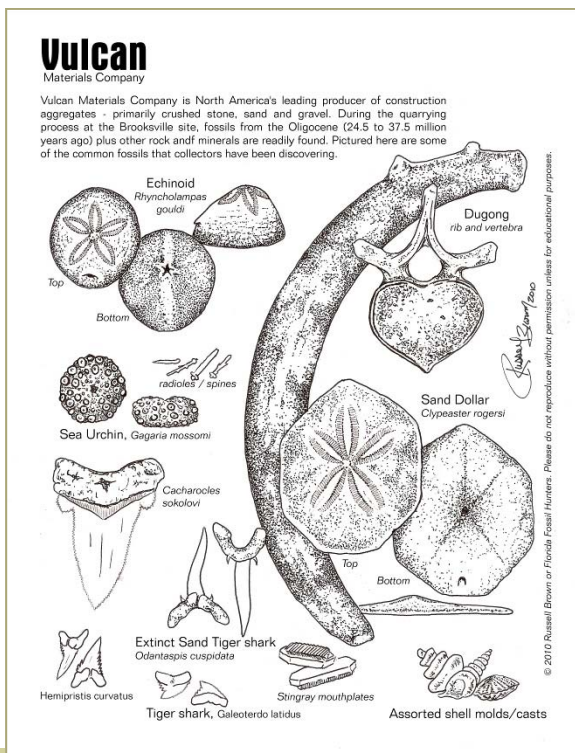 Vulcan
Materials Company
Vulcan Materials Company is North America's leading producer of construction
aggregates - primarily crushed stone, sand and gravel. During the quarrying
process at the Brooksville site, fossils from the Oligocene (24.5 to 37.5 million
years ago) plus other rock andf minerals are readily found. Pictured here are some
of the common fossils that collectors have been discovering.
Echinoid
Rhyncholampas
gouldi
Top
Bottom
Dugong
rib and vertebra
radioles / spines
Sea Urchin, Gagaria mossomi
Sand Dollar
Clypeaster rogersi
Cacharocles
sokolovi
Top
Bottom
Extinct Sand Tiger shark
Odantaspis cuspidata
Hemipristis curvatus
Tiger shark, Galeoterdo latidus
Stingray mouthplates
Assorted shell molds/casts
Russell Brown 2010
© 2010 Russell Brown or Florida Fossil Hunters. Please do not reproduce without permission unless for educational purposes.